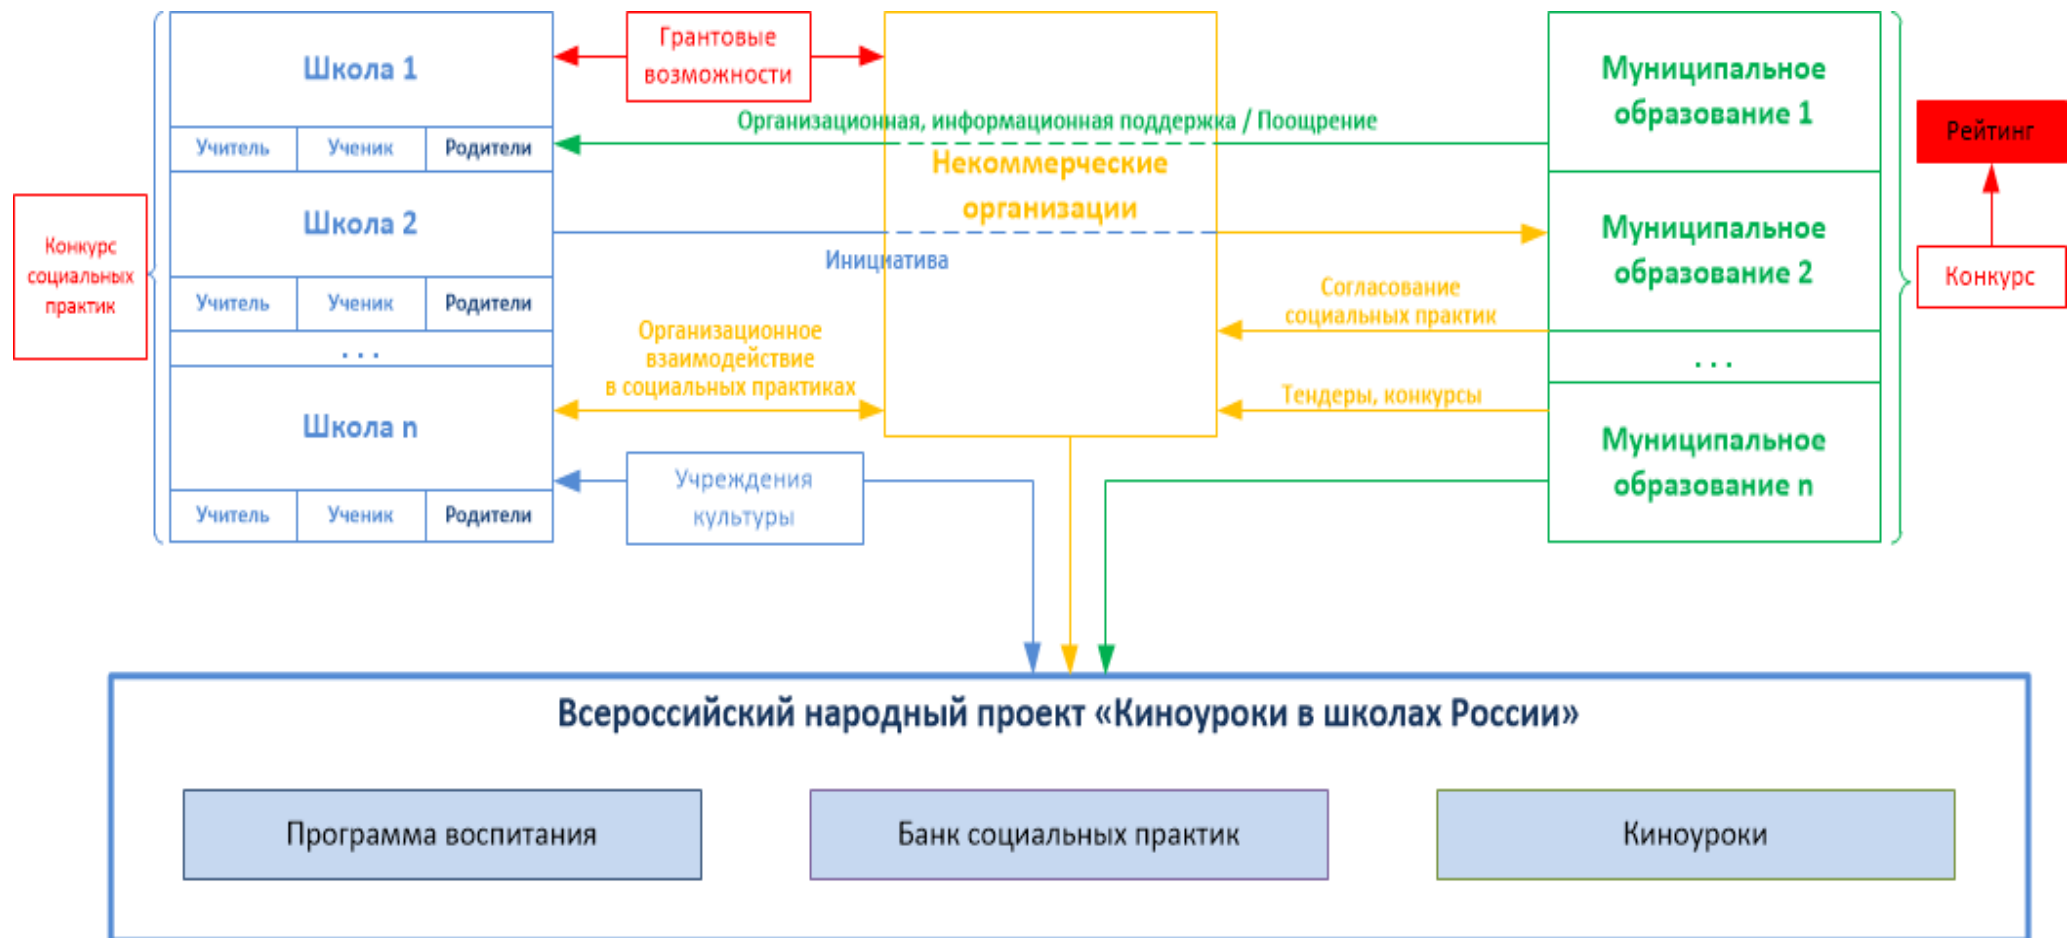 Школа 1
Учитель
Ученик
Родители
Школа 2
Учитель
Ученик
Родители
. . .
Школа n
Учитель
Ученик
Родители
Конкурс
социальных
практик
Грантовые
возможности
Организационная, информационная поддержка / Поощрение
Некоммерческие
организации
Инициатива
Организационное
взаимодействие
в социальных практиках
Учреждения
культуры
Согласование
социальных практик
Тендеры, конкурсы
Муниципальное
образование 1
Муниципальное
образование 2
. . .
Муниципальное
образование n
Рейтинг
Конкурс
Всероссийский народный проект «Киноуроки в школах России»
Программа воспитания
Банк социальных практик
Киноуроки